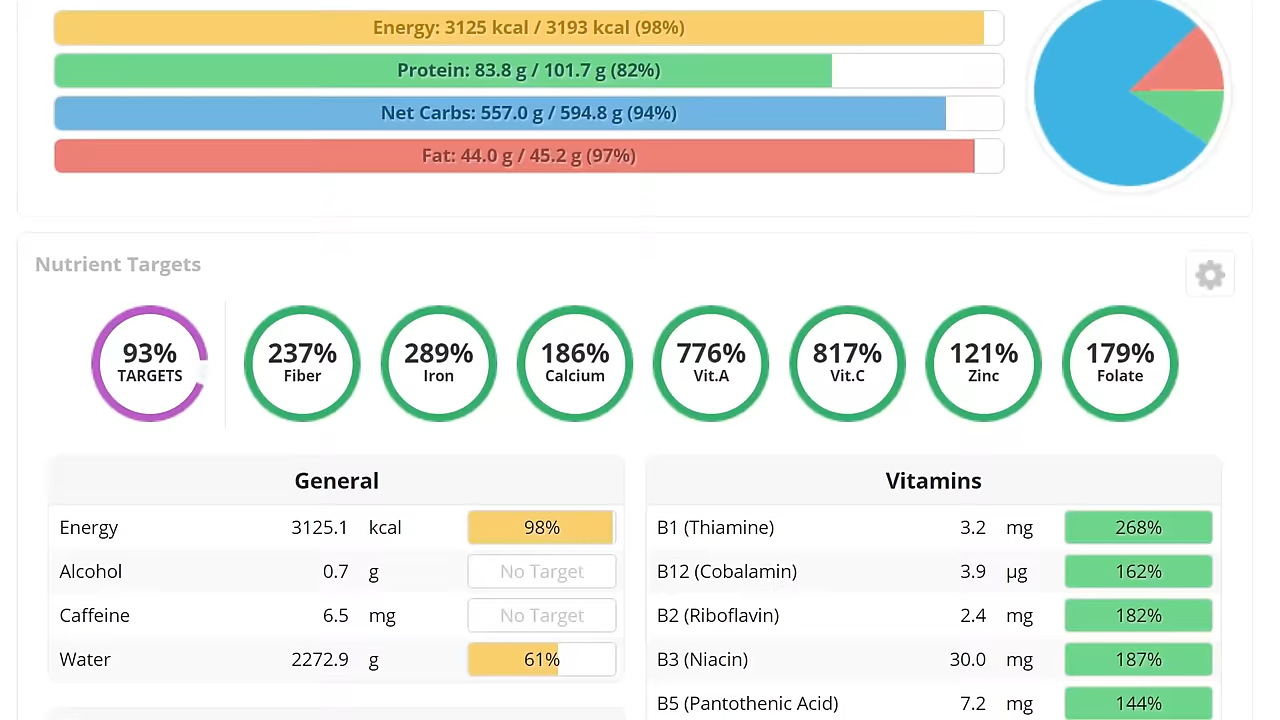 Energy: 3125 kcal / 3193 kcal (98%)
Protein: 83.8 g / 101.7 g (82%)
Net Carbs: 557.0 g / 594.8 g (94%)
Fat: 44.0 g / 45.2 g (97%)
Nutrient Targets
93% TARGETS
237% Fiber
289% Iron
186% Calcium
776% Vit.A
817% Vit.C
121% Zinc
179% Folate
General
Energy 3125.1 kcal 98%
Alcohol 0.7 g No Target
Caffeine 6.5 mg No Target
Water 2272.9 g 61%
Vitamins
B1 (Thiamine) 3.2 mg 268%
B12 (Cobalamin) 3.9 µg 162%
B2 (Riboflavin) 2.4 mg 182%
B3 (Niacin) 30.0 mg 187%
B5 (Pantothenic Acid) 7.2 mg 144%